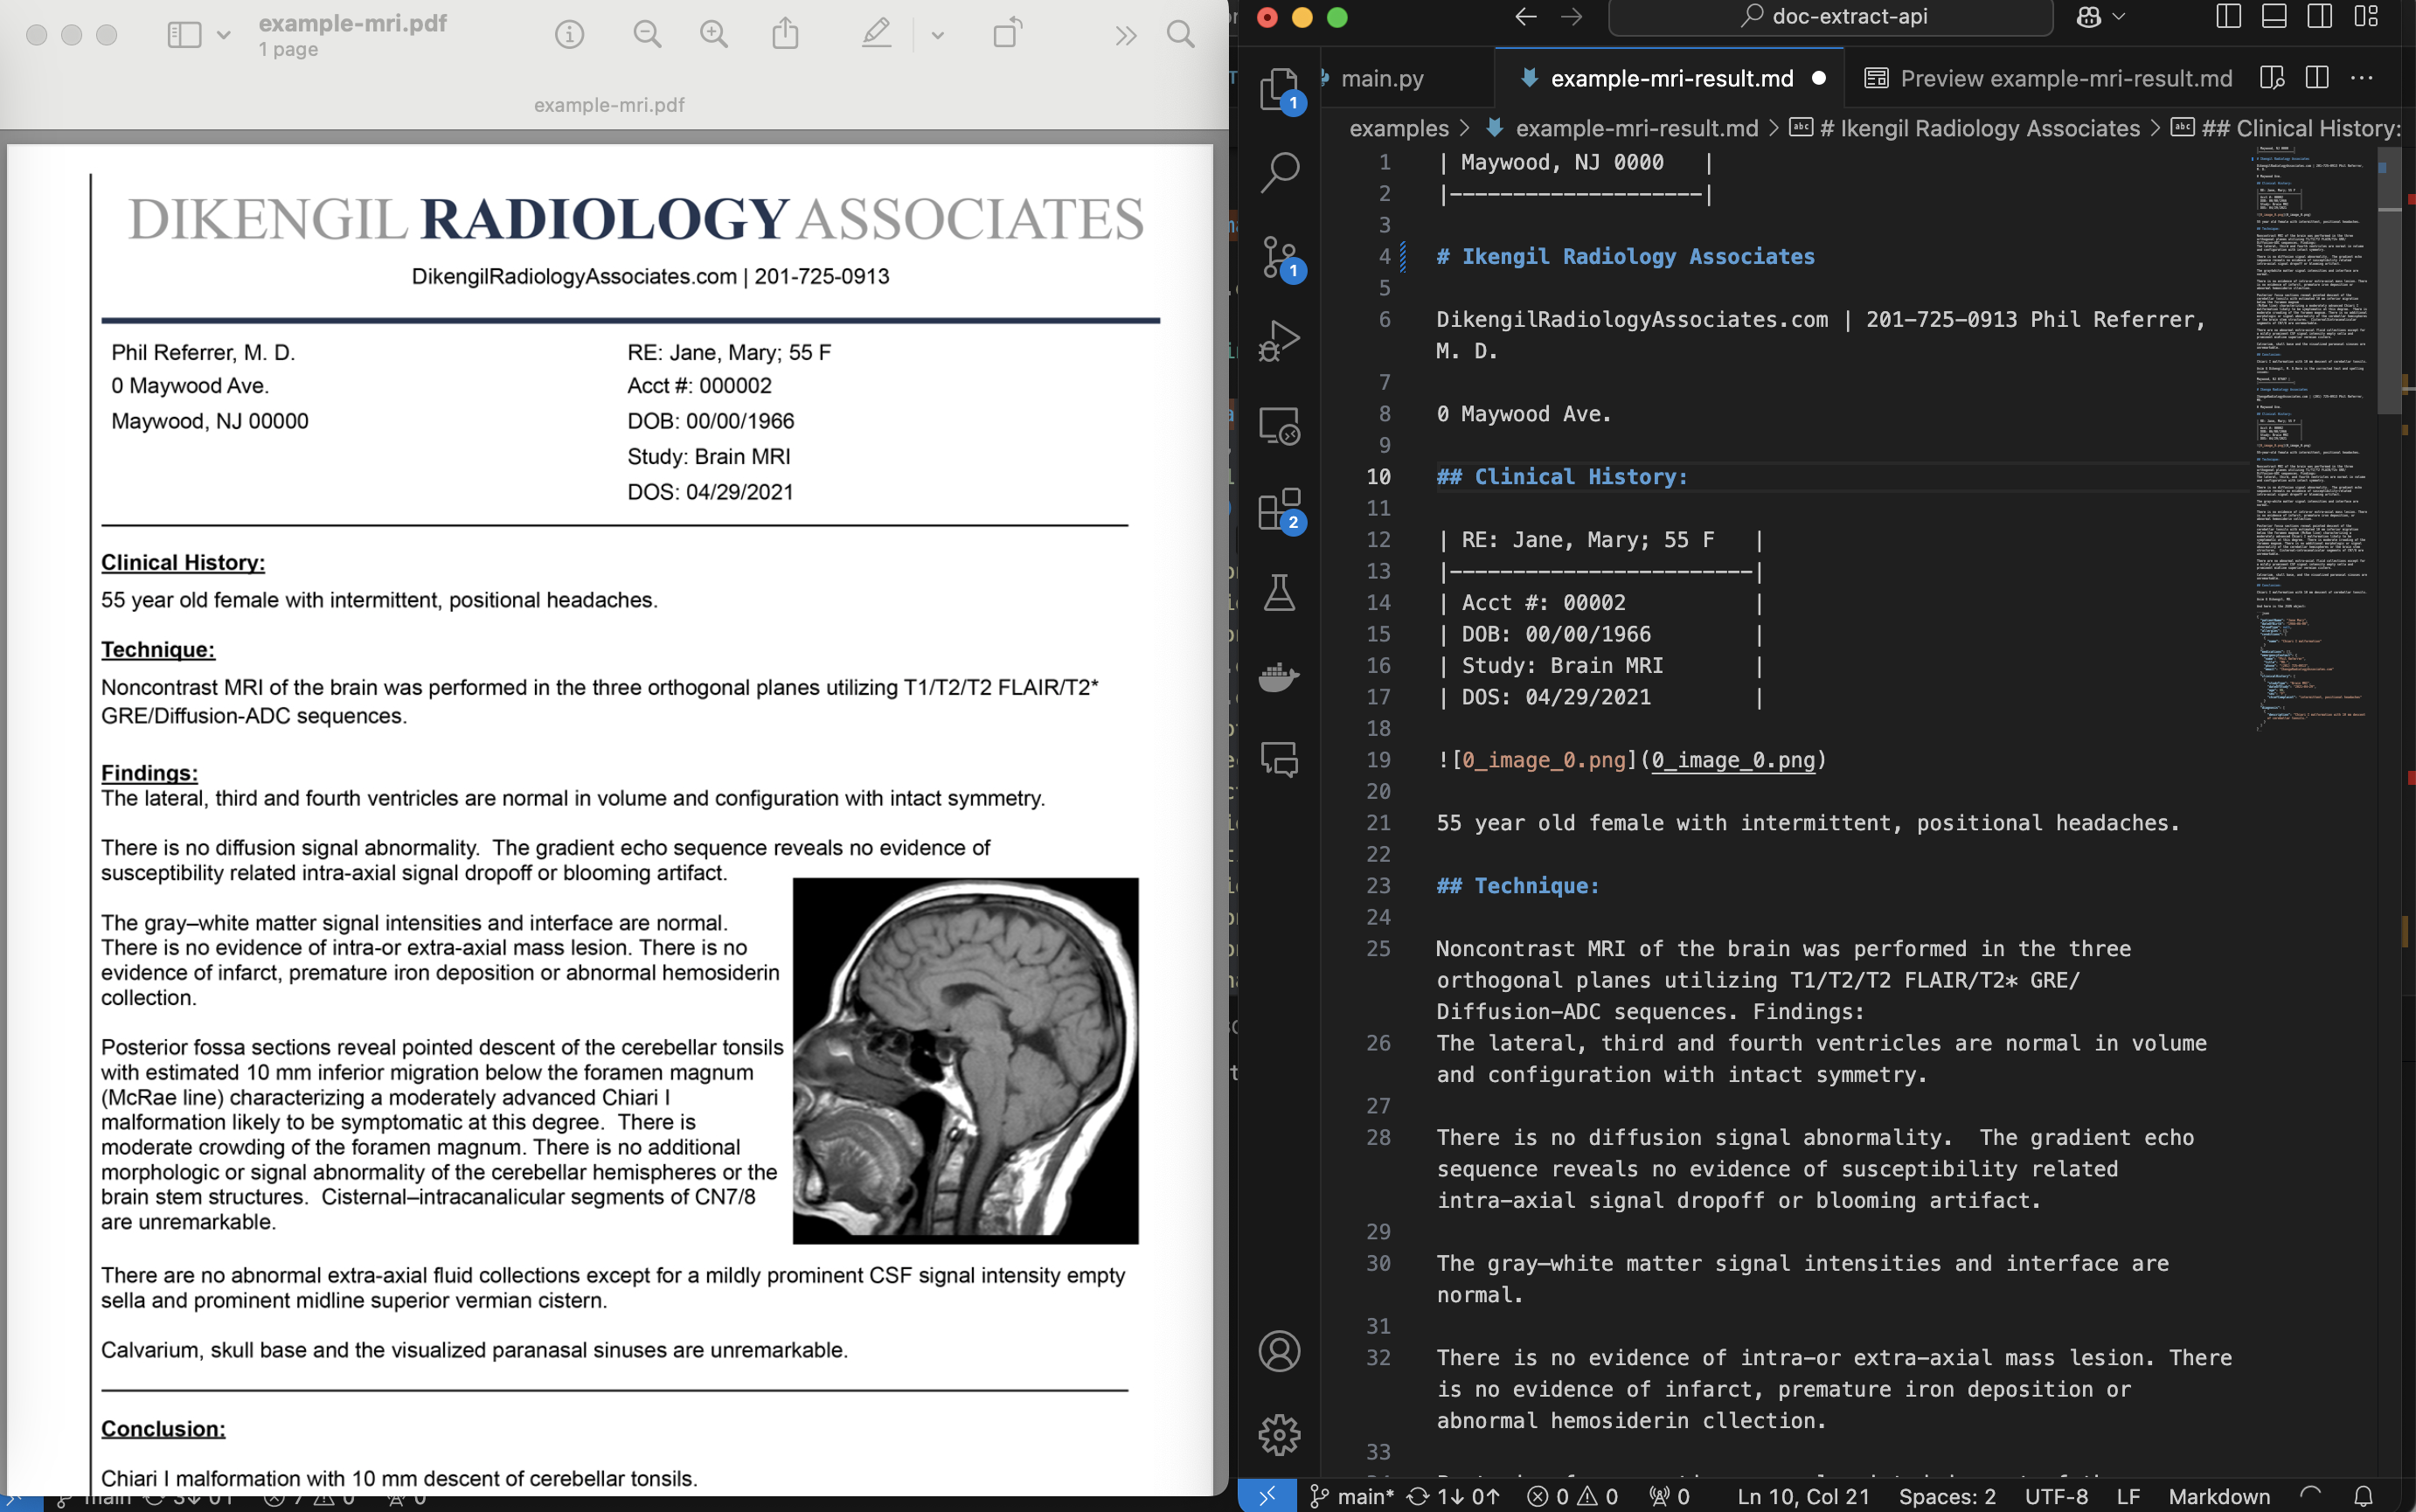 example-mri.pdf
1 page
example-mri.pdf
DIKENGIL RADIOLOGY ASSOCIATES
DikengilRadiologyAssociates.com | 201-725-0913
Phil Referrer, M. D.
0 Maywood Ave.
Maywood, NJ 00000
RE: Jane, Mary; 55 F
Acct #: 000002
DOB: 00/00/1966
Study: Brain MRI
DOS: 04/29/2021
Clinical History:
55 year old female with intermittent, positional headaches.
Technique:
Noncontrast MRI of the brain was performed in the three orthogonal planes utilizing T1/T2/T2 FLAIR/T2*
GRE/Diffusion-ADC sequences.
Findings:
The lateral, third and fourth ventricles are normal in volume and configuration with intact symmetry.
There is no diffusion signal abnormality.  The gradient echo sequence reveals no evidence of
susceptibility related intra-axial signal dropoff or blooming artifact.
The gray–white matter signal intensities and interface are normal.
There is no evidence of intra-or extra-axial mass lesion. There is no
evidence of infarct, premature iron deposition or abnormal hemosiderin
collection.
Posterior fossa sections reveal pointed descent of the cerebellar tonsils
with estimated 10 mm inferior migration below the foramen magnum
(McRae line) characterizing a moderately advanced Chiari I
malformation likely to be symptomatic at this degree.  There is
moderate crowding of the foramen magnum. There is no additional
morphologic or signal abnormality of the cerebellar hemispheres or the
brain stem structures.  Cisternal–intracanalicular segments of CN7/8
are unremarkable.
There are no abnormal extra-axial fluid collections except for a mildly prominent CSF signal intensity empty
sella and prominent midline superior vermian cistern.
Calvarium, skull base and the visualized paranasal sinuses are unremarkable.
Conclusion:
Chiari I malformation with 10 mm descent of cerebellar tonsils.
doc-extract-api
main.py
example-mri-result.md
Preview example-mri-result.md
examples > example-mri-result.md > # Ikengil Radiology Associates > ## Clinical History:
1 | Maywood, NJ 0000   |
2 |--------------------|
3
4 # Ikengil Radiology Associates
5
6 DikengilRadiologyAssociates.com | 201-725-0913 Phil Referrer,
M. D.
7
8 0 Maywood Ave.
9
10 ## Clinical History:
11
12 | RE: Jane, Mary; 55 F   |
13 |------------------------|
14 | Acct #: 00002          |
15 | DOB: 00/00/1966        |
16 | Study: Brain MRI       |
17 | DOS: 04/29/2021        |
18
19 ![0_image_0.png](0_image_0.png)
20
21 55 year old female with intermittent, positional headaches.
22
23 ## Technique:
24
25 Noncontrast MRI of the brain was performed in the three
orthogonal planes utilizing T1/T2/T2 FLAIR/T2* GRE/
Diffusion-ADC sequences. Findings:
26 The lateral, third and fourth ventricles are normal in volume
and configuration with intact symmetry.
27
28 There is no diffusion signal abnormality.  The gradient echo
sequence reveals no evidence of susceptibility related
intra-axial signal dropoff or blooming artifact.
29
30 The gray–white matter signal intensities and interface are
normal.
31
32 There is no evidence of intra-or extra-axial mass lesion. There
is no evidence of infarct, premature iron deposition or
abnormal hemosiderin cllection.
33
1
1
2
main* 1↓ 0↑ 0 0 0 Ln 10, Col 21 Spaces: 2 UTF-8 LF Markdown